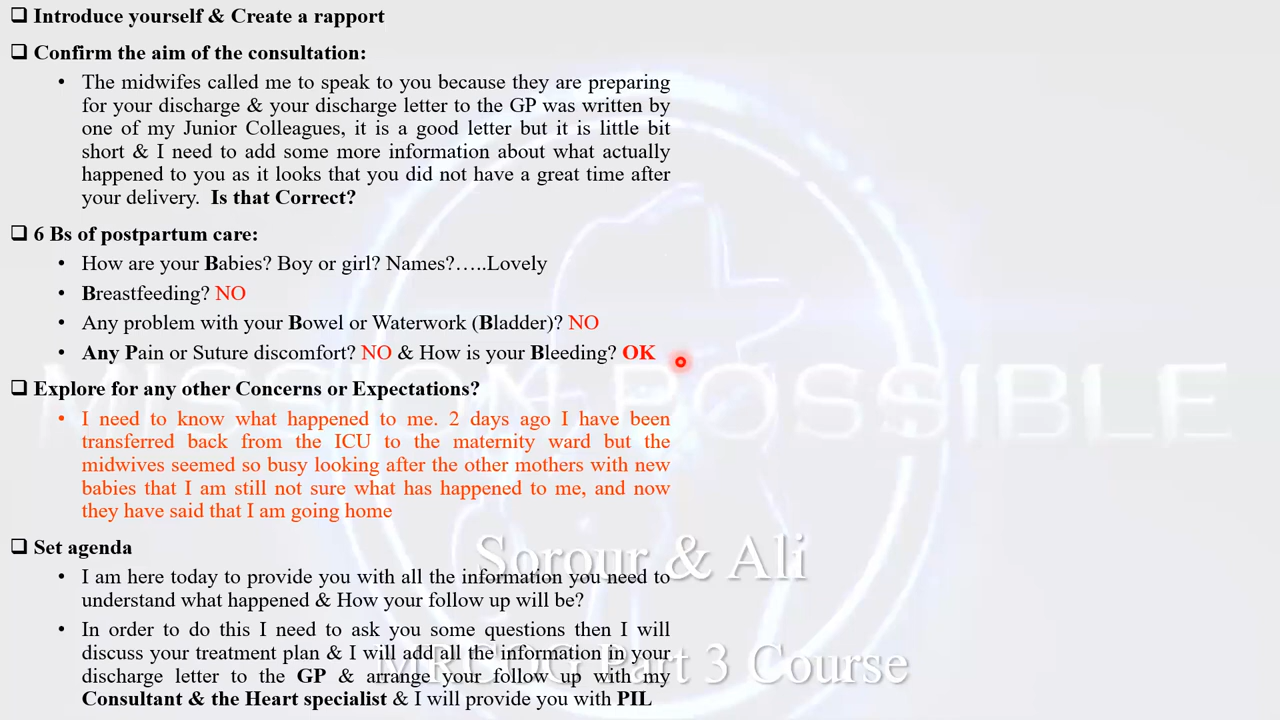 ❑ Introduce yourself & Create a rapport
❑ Confirm the aim of the consultation:
• The midwifes called me to speak to you because they are preparing
for your discharge & your discharge letter to the GP was written by
one of my Junior Colleagues, it is a good letter but it is little bit
short & I need to add some more information about what actually
happened to you as it looks that you did not have a great time after
your delivery. Is that Correct?
❑ 6 Bs of postpartum care:
• How are your Babies? Boy or girl? Names?.....Lovely
• Breastfeeding? NO
• Any problem with your Bowel or Waterwork (Bladder)? NO
• Any Pain or Suture discomfort? NO & How is your Bleeding? OK
❑ Explore for any other Concerns or Expectations?
• I need to know what happened to me. 2 days ago I have been
transferred back from the ICU to the maternity ward but the
midwives seemed so busy looking after the other mothers with new
babies that I am still not sure what has happened to me, and now
they have said that I am going home
❑ Set agenda
• I am here today to provide you with all the information you need to
understand what happened & How your follow up will be?
• In order to do this I need to ask you some questions then I will
discuss your treatment plan & I will add all the information in your
discharge letter to the GP & arrange your follow up with my
Consultant & the Heart specialist & I will provide you with PIL
MISSION POSSIBLE
Sorour & Ali
MRCOG Part 3 Course